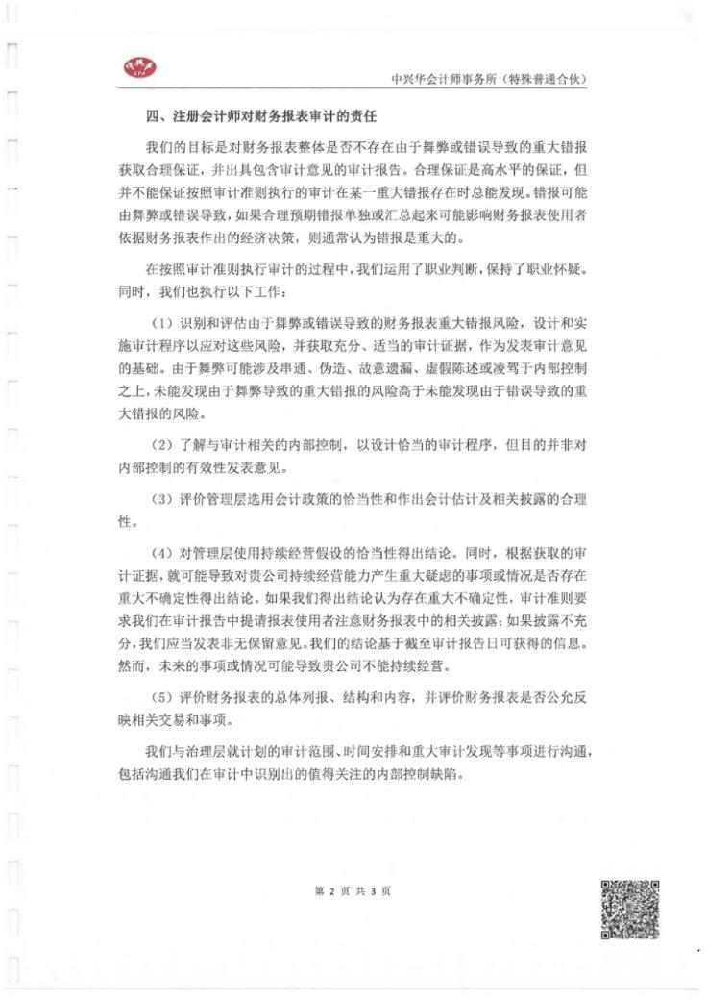 中兴华
CPA
中兴华会计师事务所（特殊普通合伙）
四、注册会计师对财务报表审计的责任
我们的目标是对财务报表整体是否不存在由于舞弊或错误导致的重大错报
获取合理保证，并出具包含审计意见的审计报告。合理保证是高水平的保证，但
并不能保证按照审计准则执行的审计在某一重大错报存在时总能发现。错报可能
由舞弊或错误导致，如果合理预期错报单独或汇总起来可能影响财务报表使用者
依据财务报表作出的经济决策，则通常认为错报是重大的。
在按照审计准则执行审计的过程中，我们运用了职业判断，保持了职业怀疑。
同时，我们也执行以下工作：
（1）识别和评估由于舞弊或错误导致的财务报表重大错报风险，设计和实
施审计程序以应对这些风险，并获取充分、适当的审计证据，作为发表审计意见
的基础。由于舞弊可能涉及串通、伪造、故意遗漏、虚假陈述或凌驾于内部控制
之上，未能发现由于舞弊导致的重大错报的风险高于未能发现由于错误导致的重
大错报的风险。
（2）了解与审计相关的内部控制，以设计恰当的审计程序，但目的并非对
内部控制的有效性发表意见。
（3）评价管理层选用会计政策的恰当性和作出会计估计及相关披露的合理
性。
（4）对管理层使用持续经营假设的恰当性得出结论。同时，根据获取的审
计证据，就可能导致对贵公司持续经营能力产生重大疑虑的事项或情况是否存在
重大不确定性得出结论。如果我们得出结论认为存在重大不确定性，审计准则要
求我们在审计报告中提请报表使用者注意财务报表中的相关披露；如果披露不充
分，我们应当发表非无保留意见。我们的结论基于截至审计报告日可获得的信息。
然而，未来的事项或情况可能导致贵公司不能持续经营。
（5）评价财务报表的总体列报、结构和内容，并评价财务报表是否公允反
映相关交易和事项。
我们与治理层就计划的审计范围、时间安排和重大审计发现等事项进行沟通，
包括沟通我们在审计中识别出的值得关注的内部控制缺陷。
第 2 页 共 3 页